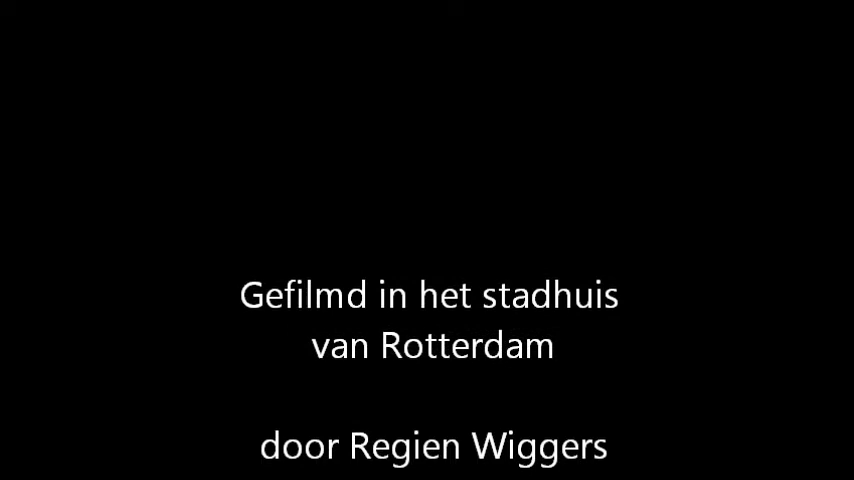 Gefilmd in het stadhuis
van Rotterdam
door Regien Wiggers